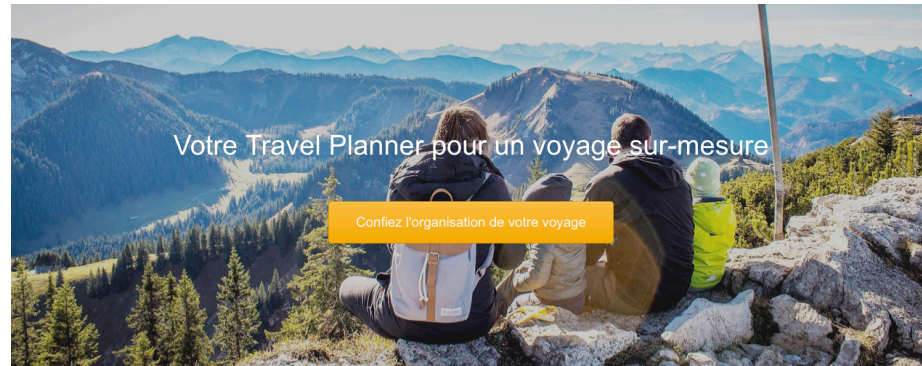 Votre Travel Planner pour un voyage sur-mesure
Confiez l'organisation de votre voyage